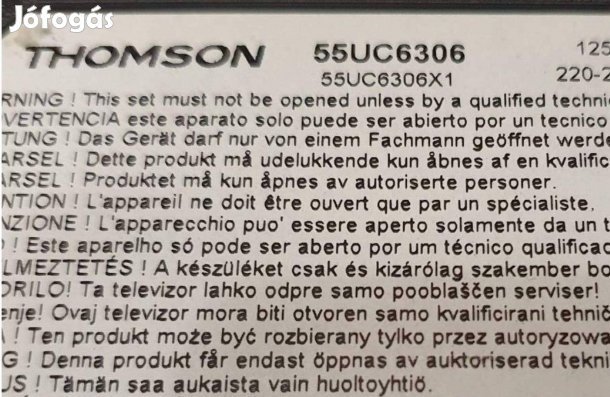 Jófogás
THOMSON 55UC6306 125
55UC6306X1 220-2
RNING ! This set must not be opened unless by a qualified technic
VERTENCIA este aparato solo puede ser abierto por un tecnico
TUNG ! Das Gerät darf nur von einem Fachmann geöffnet werde
ARSEL ! Dette produkt må udelukkende kun åbnes af en kvalific
ARSEL ! Produktet må kun åpnes av autoriserte personer.
NTION ! L'appareil ne doit être ouvert que par un spécialiste.
NZIONE ! L'apparecchio puo' essere aperto solamente da un t
O ! Este aparelho só pode ser aberto por um técnico qualificad
LMEZTETÉS ! A készüléket csak és kizárólag szakember bo
ORILO! Ta televizor lahko odpre samo pooblaščen serviser!
enje! Ovaj televizor mora biti otvoren samo kvalificirani tehnič
A ! Ten produkt może być rozbierany tylko przez autoryzowa
G ! Denna produkt får endast öppnas av auktoriserad tekni
US ! Tämän saa aukaista vain huoltoyhtiö.